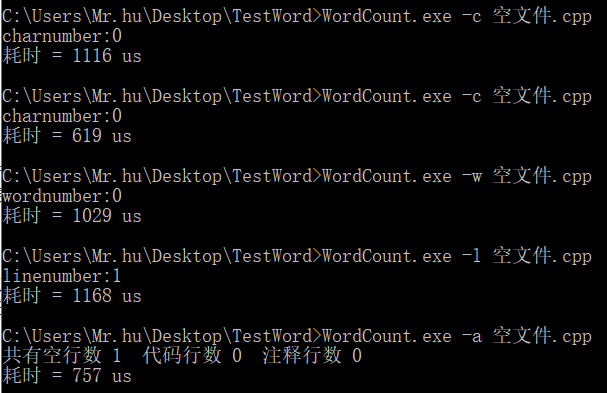 C:\Users\Mr.hu\Desktop\TestWord>WordCount.exe -c 空文件.cpp
charnumber:0
耗时 = 1116 us
C:\Users\Mr.hu\Desktop\TestWord>WordCount.exe -c 空文件.cpp
charnumber:0
耗时 = 619 us
C:\Users\Mr.hu\Desktop\TestWord>WordCount.exe -w 空文件.cpp
wordnumber:0
耗时 = 1029 us
C:\Users\Mr.hu\Desktop\TestWord>WordCount.exe -l 空文件.cpp
linenumber:1
耗时 = 1168 us
C:\Users\Mr.hu\Desktop\TestWord>WordCount.exe -a 空文件.cpp
共有空行数 1  代码行数 0  注释行数 0
耗时 = 757 us